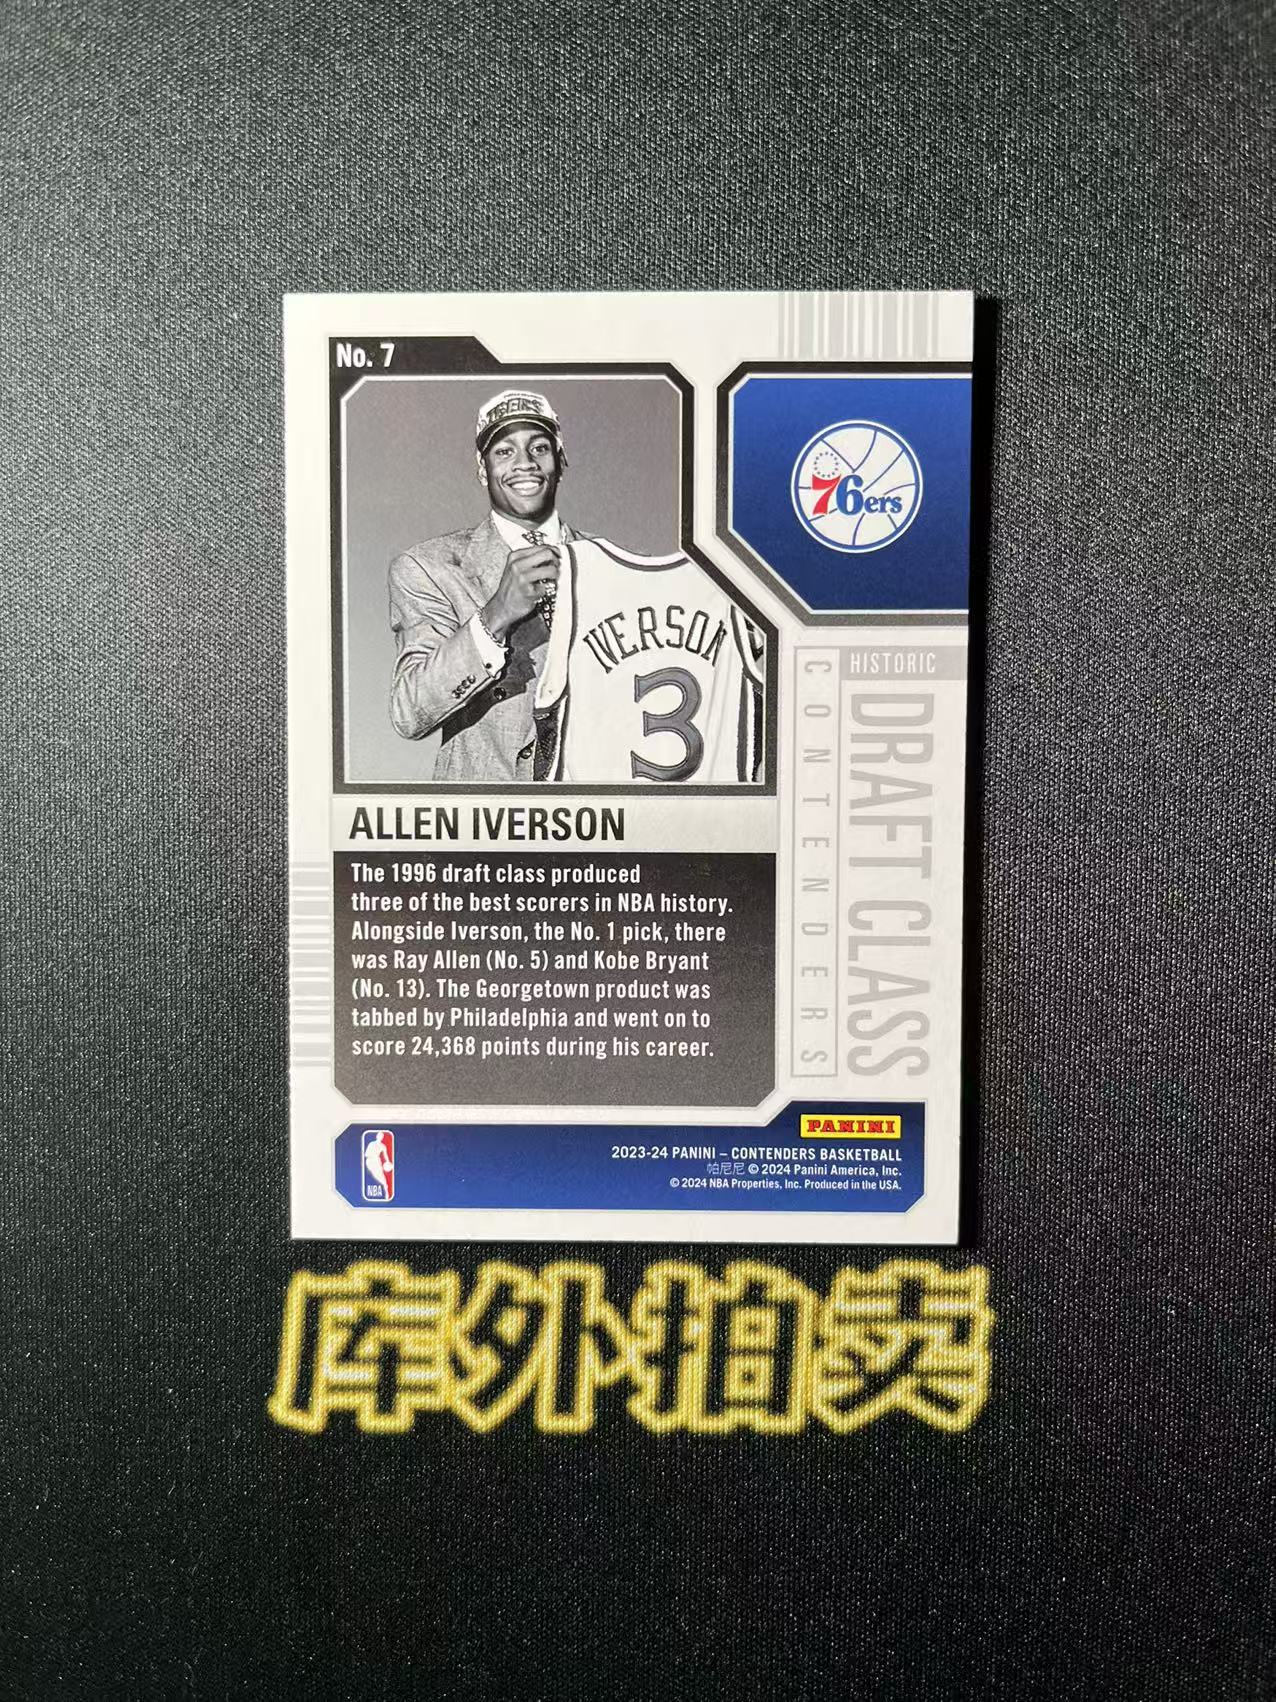 No. 7
SIXERS
76ers
IVERSON
3
HISTORIC
DRAFT CLASS
CONTENDERS
ALLEN IVERSON
The 1996 draft class produced
three of the best scorers in NBA history.
Alongside Iverson, the No. 1 pick, there
was Ray Allen (No. 5) and Kobe Bryant
(No. 13). The Georgetown product was
tabbed by Philadelphia and went on to
score 24,368 points during his career.
PANINI
NBA
2023-24 PANINI – CONTENDERS BASKETBALL
帕尼尼 © 2024 Panini America, Inc.
© 2024 NBA Properties, Inc. Produced in the USA.
库外拍卖